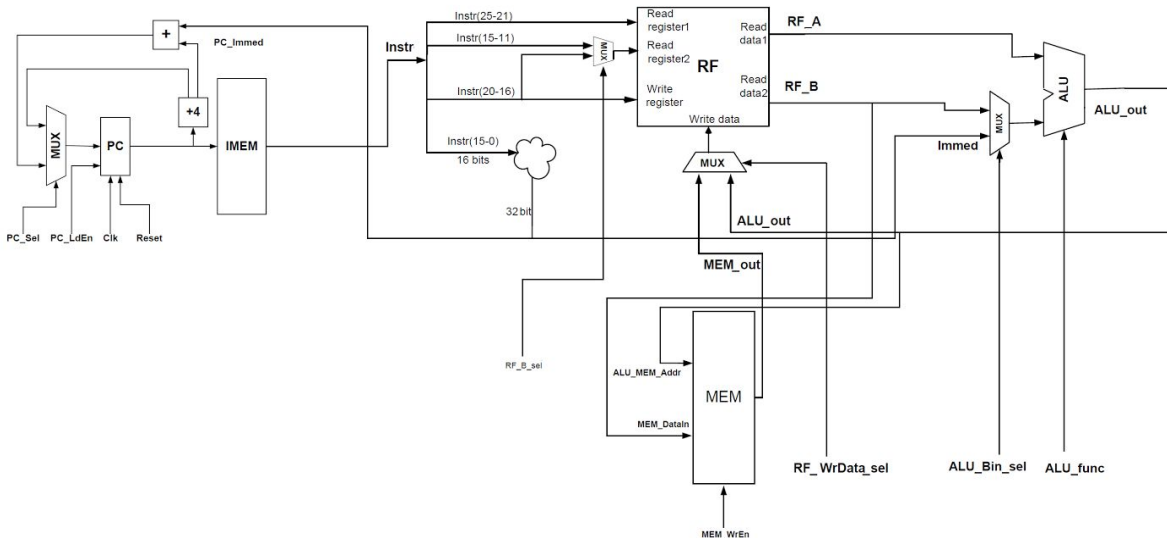 +
PC_Immed
+4
MUX
PC
IMEM
PC_Sel
PC_LdEn
Clk
Reset
Instr
Instr(25-21)
Instr(15-11)
Instr(20-16)
Instr(15-0)
16 bits
32 bit
MUX
RF_B_sel
Read
register1
Read
register2
Write
register
RF
Read
data1
Read
data2
Write data
RF_A
RF_B
MUX
ALU_out
MEM_out
Immed
MUX
ALU
ALU_out
ALU_MEM_Addr
MEM_DataIn
MEM
MEM_WrEn
RF_WrData_sel
ALU_Bin_sel
ALU_func